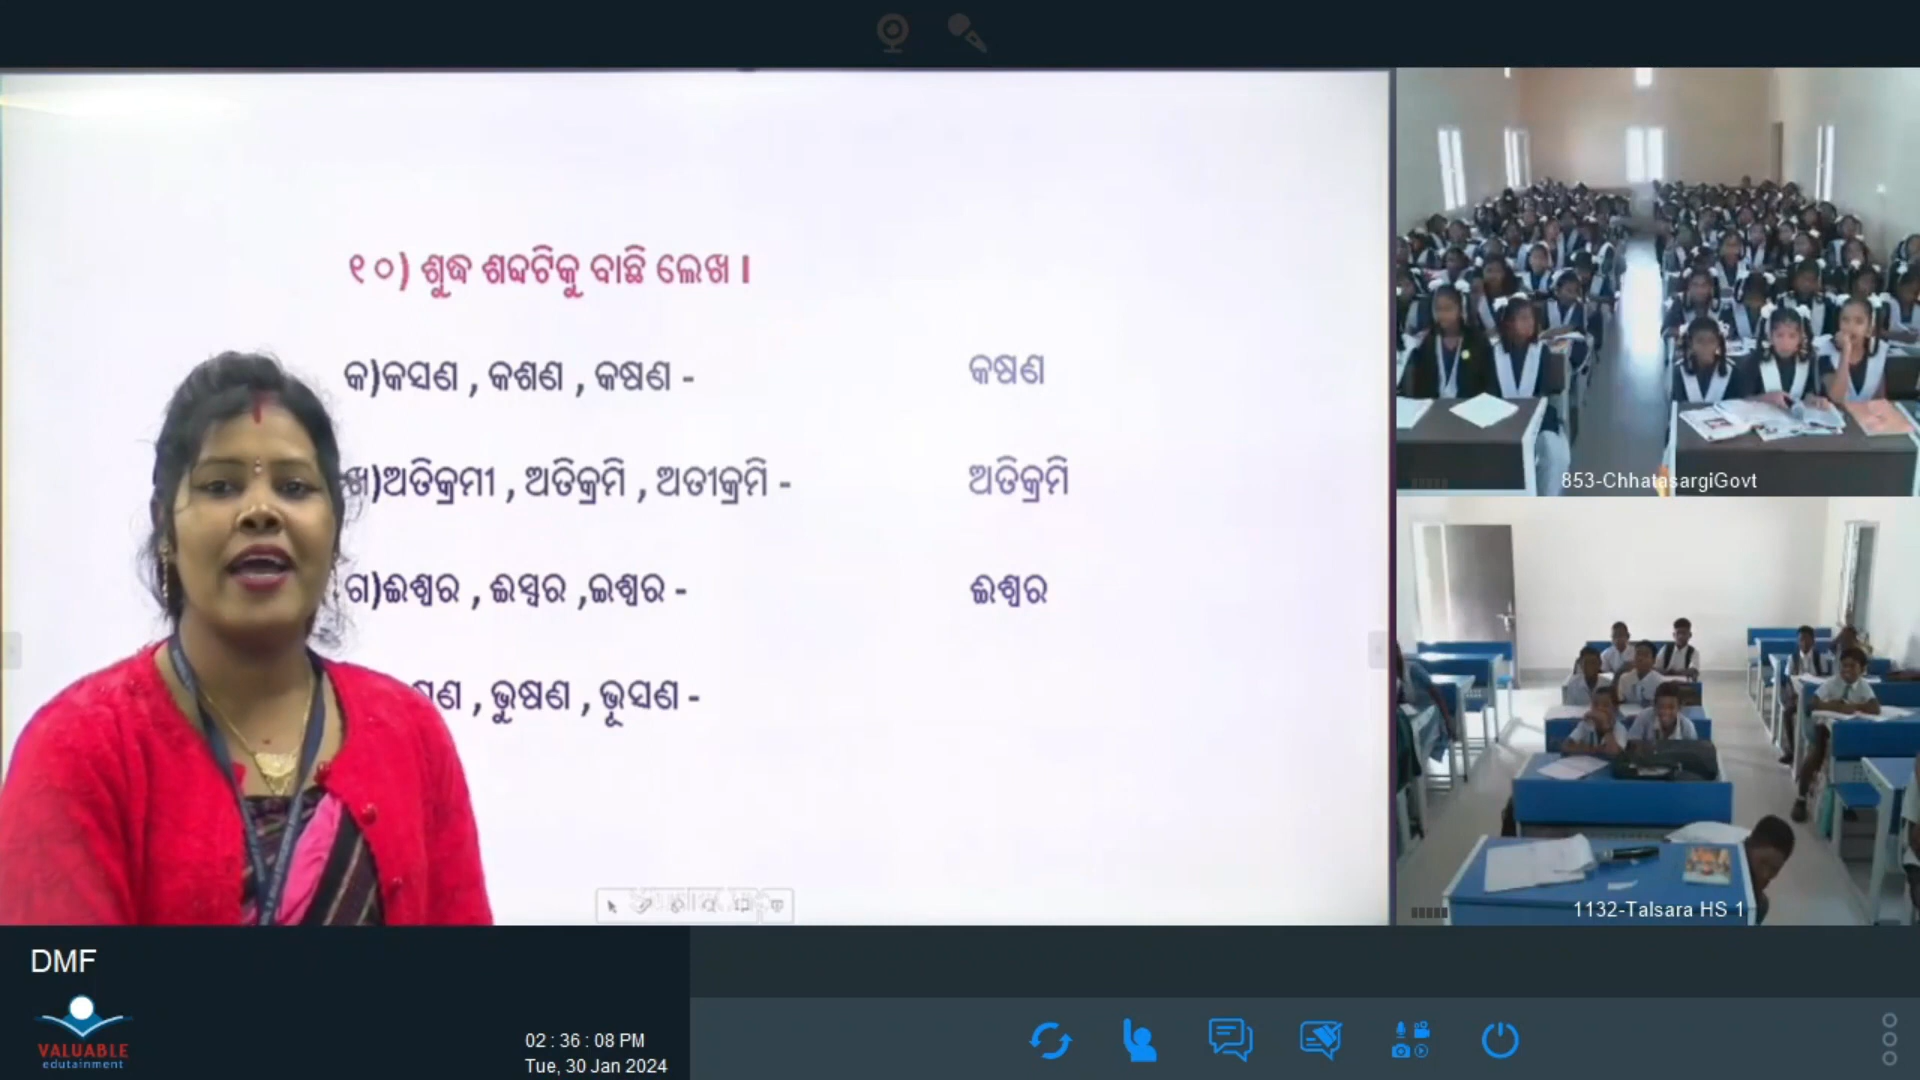 ୧୦) ଶୁଦ୍ଧ ଶବ୍ଦଟିକୁ ବାଛି ଲେଖ ।
କ)କସଣ , କଶଣ , କଷଣ - କଷଣ
ଖ)ଅତିକ୍ରମୀ , ଅତିକ୍ରମି , ଅତୀକ୍ରମି - ଅତିକ୍ରମି
ଗ)ଈଶ୍ୱର , ଈସ୍ୱର ,ଇଶ୍ୱର - ଈଶ୍ୱର
, ଭୁଷଣ , ଭୂସଣ -
853-ChhatasargiGovt
1132-Talsara HS 1
DMF
VALUABLE
edutainment
02 : 36 : 08 PM
Tue, 30 Jan 2024